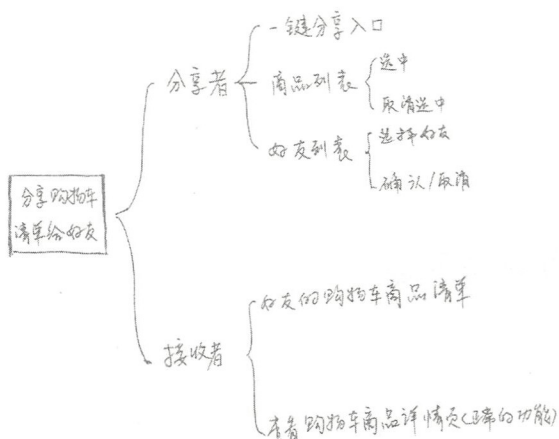 分享购物车
清单给好友
分享者
一键分享入口
商品列表
选中
取消选中
好友列表
选择好友
确认/取消
接收者
好友的购物车商品清单
查看购物车商品详情页(正常的功能)